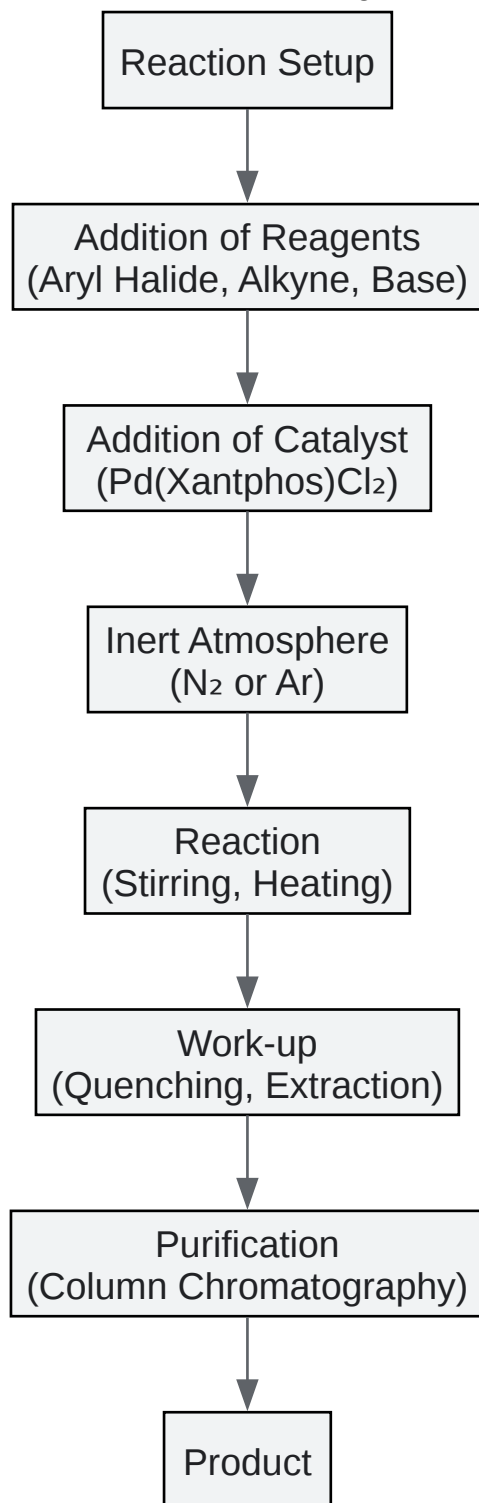 Reaction Setup
Addition of Reagents
(Aryl Halide, Alkyne, Base)
Addition of Catalyst
(Pd(Xantphos)Cl₂)
Inert Atmosphere
(N₂ or Ar)
Reaction
(Stirring, Heating)
Work-up
(Quenching, Extraction)
Purification
(Column Chromatography)
Product